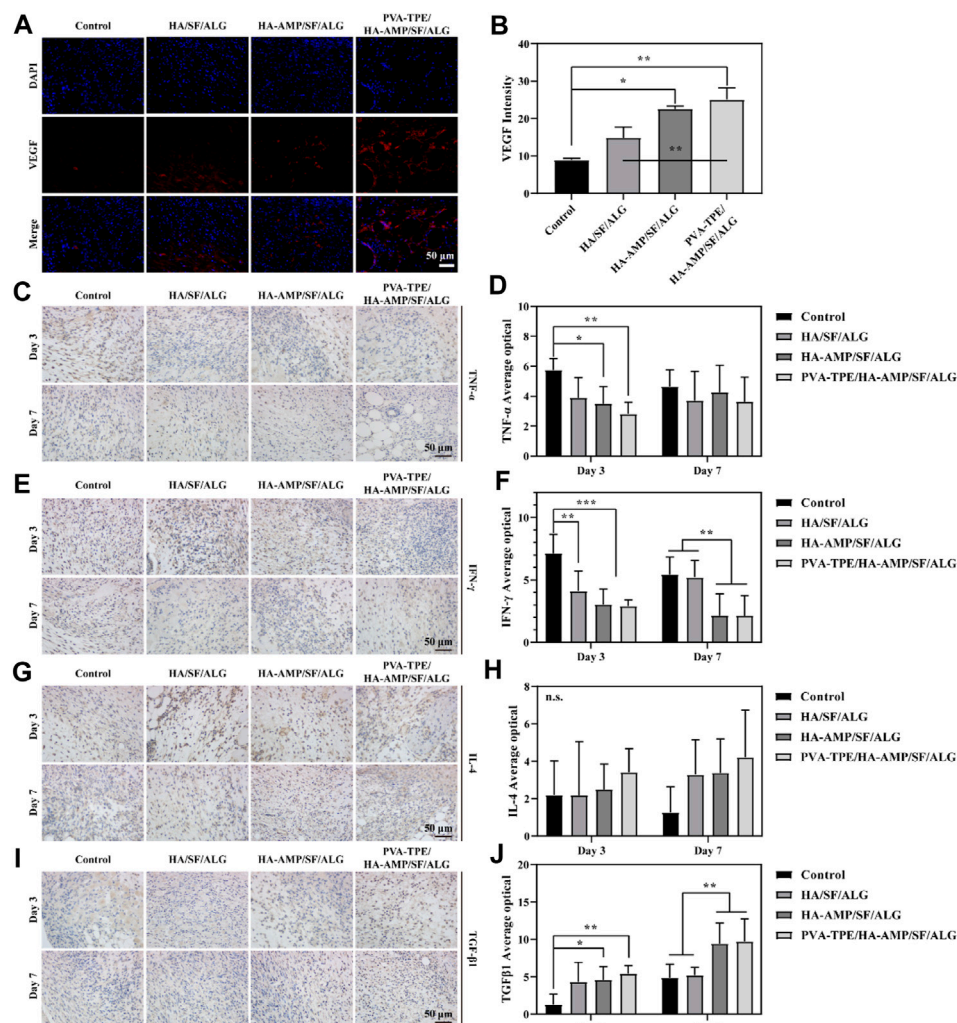 A
Control
HA/SF/ALG
HA-AMP/SF/ALG
PVA-TPE/
HA-AMP/SF/ALG
DAPI
VEGF
Merge
50 µm
B
**
*
**
VEGF Intensity
40
30
20
10
0
Control
HA/SF/ALG
HA-AMP/SF/ALG
PVA-TPE/
HA-AMP/SF/ALG
C
Control
HA/SF/ALG
HA-AMP/SF/ALG
PVA-TPE/
HA-AMP/SF/ALG
Day 3
Day 7
TNF-α
50 µm
D
**
*
TNF-α Average optical
10
8
6
4
2
0
Day 3
Day 7
Control
HA/SF/ALG
HA-AMP/SF/ALG
PVA-TPE/HA-AMP/SF/ALG
E
Control
HA/SF/ALG
HA-AMP/SF/ALG
PVA-TPE/
HA-AMP/SF/ALG
Day 3
Day 7
IFN-γ
50 µm
F
***
**
**
IFN-γ Average optical
10
5
0
Day 3
Day 7
Control
HA/SF/ALG
HA-AMP/SF/ALG
PVA-TPE/HA-AMP/SF/ALG
G
Control
HA/SF/ALG
HA-AMP/SF/ALG
PVA-TPE/
HA-AMP/SF/ALG
Day 3
Day 7
IL-4
50 µm
H
n.s.
IL-4 Average optical
8
6
4
2
0
Day 3
Day 7
Control
HA/SF/ALG
HA-AMP/SF/ALG
PVA-TPE/HA-AMP/SF/ALG
I
Control
HA/SF/ALG
HA-AMP/SF/ALG
PVA-TPE/
HA-AMP/SF/ALG
Day 3
Day 7
TGF-β1
50 µm
J
**
*
**
TGFβ1 Average optical
20
15
10
5
0
Control
HA/SF/ALG
HA-AMP/SF/ALG
PVA-TPE/HA-AMP/SF/ALG